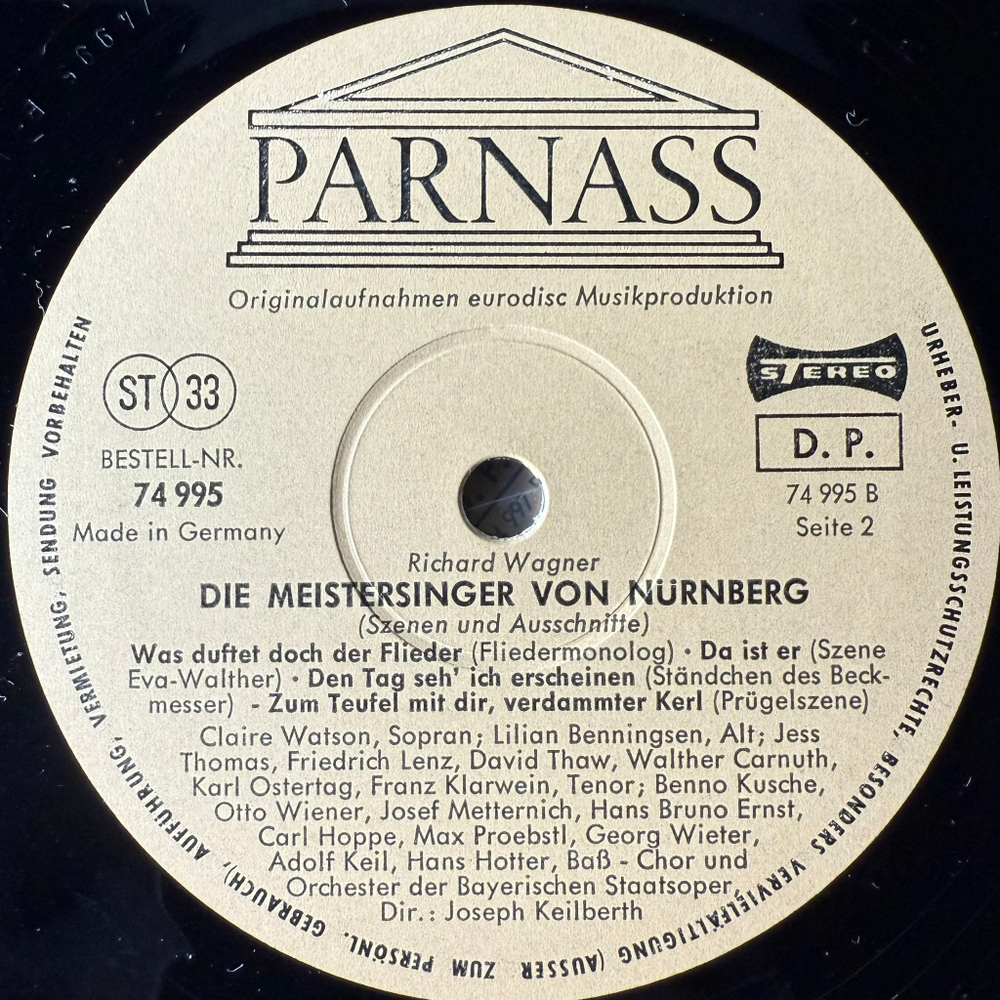 PARNASS
Originalaufnahmen eurodisc Musikproduktion
ST 33
BESTELL-NR.
74 995
Made in Germany
STEREO
D. P.
74 995 B
Seite 2
Richard Wagner
DIE MEISTERSINGER VON NÜRNBERG
(Szenen und Ausschnitte)
Was duftet doch der Flieder (Fliedermonolog) · Da ist er (Szene
Eva-Walther) · Den Tag seh' ich erscheinen (Ständchen des Beck-
messer) - Zum Teufel mit dir, verdammter Kerl (Prügelszene)
Claire Watson, Sopran; Lilian Benningsen, Alt; Jess
Thomas, Friedrich Lenz, David Thaw, Walther Carnuth,
Karl Ostertag, Franz Klarwein, Tenor; Benno Kusche,
Otto Wiener, Josef Metternich, Hans Bruno Ernst,
Carl Hoppe, Max Proebstl, Georg Wieter,
Adolf Keil, Hans Hotter, Baß - Chor und
Orchester der Bayerischen Staatsoper,
Dir.: Joseph Keilberth
URHEBER- U. LEISTUNGSSCHUTZRECHTE, BESONDERS VERVIELFÄLTIGUNG (AUSSER ZUM PERSÖNL. GEBRAUCH), AUFFÜHRUNG, VERMIETUNG, SENDUNG VORBEHALTEN